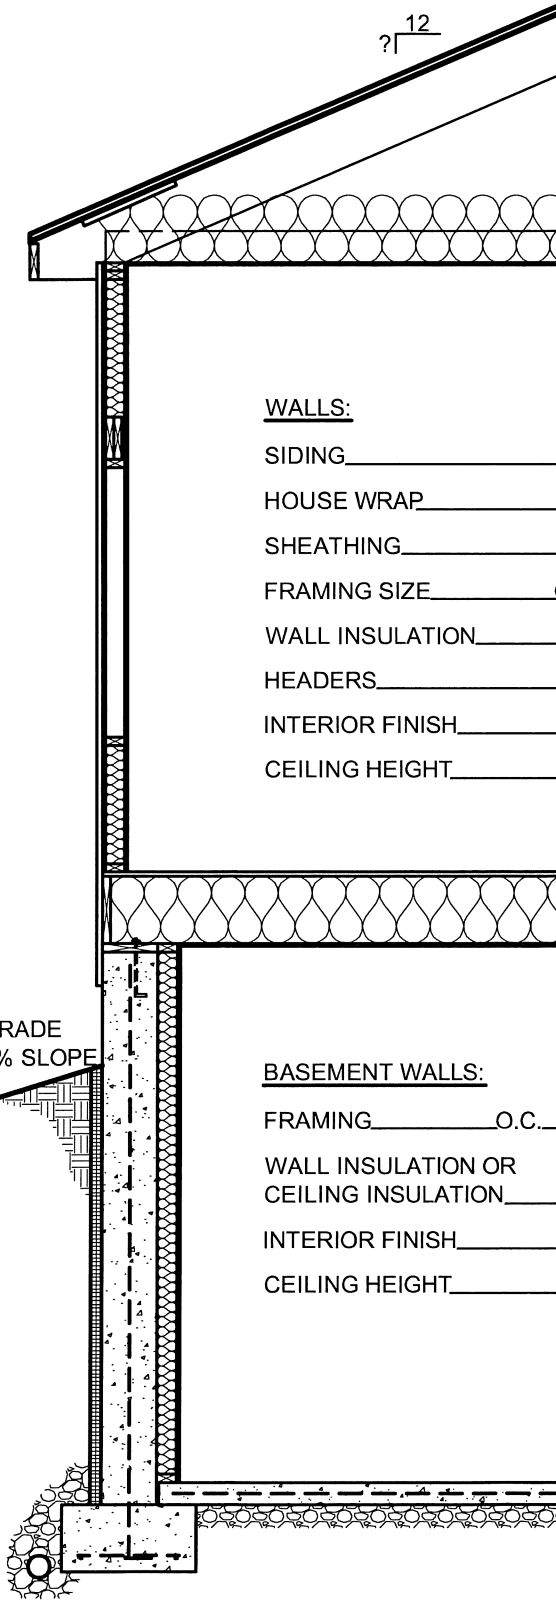 12
?
WALLS:
SIDING
HOUSE WRAP
SHEATHING
FRAMING SIZE
WALL INSULATION
HEADERS
INTERIOR FINISH
CEILING HEIGHT
RADE
% SLOPE
BASEMENT WALLS:
FRAMING O.C.
WALL INSULATION OR
CEILING INSULATION
INTERIOR FINISH
CEILING HEIGHT